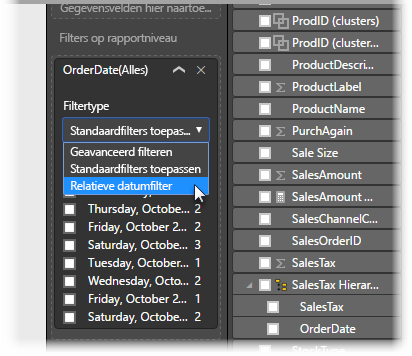 Gegevensvelden hier naartoe...
Filters op rapportniveau
OrderDate(Alles)
Filtertype
Standaardfilters toepas...
Geavanceerd filteren
Standaardfilters toepassen
Relatieve datumfilter
Thursday, Octobe... 2
Friday, October 2... 2
Saturday, Octobe... 3
Tuesday, October... 1
Wednesday, Octo... 2
Friday, October 2... 1
Saturday, Octobe... 2
ProdID (clusters)
ProdID (cluster...
ProductDescri...
ProductLabel
ProductName
PurchAgain
Sale Size
SalesAmount
SalesAmount ...
SalesChannelC...
SalesOrderID
SalesTax
SalesTax Hierar...
SalesTax
OrderDate
StockType